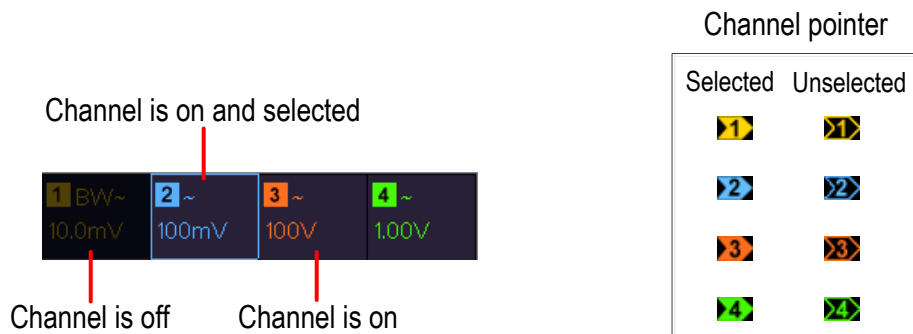 Channel pointer
Selected Unselected
Channel is on and selected
1 1
1 BW~ 2 ~ 3 ~ 4 ~
2 2
10.0mV 100mV 100V 1.00V
3 3
Channel is off Channel is on
4 4